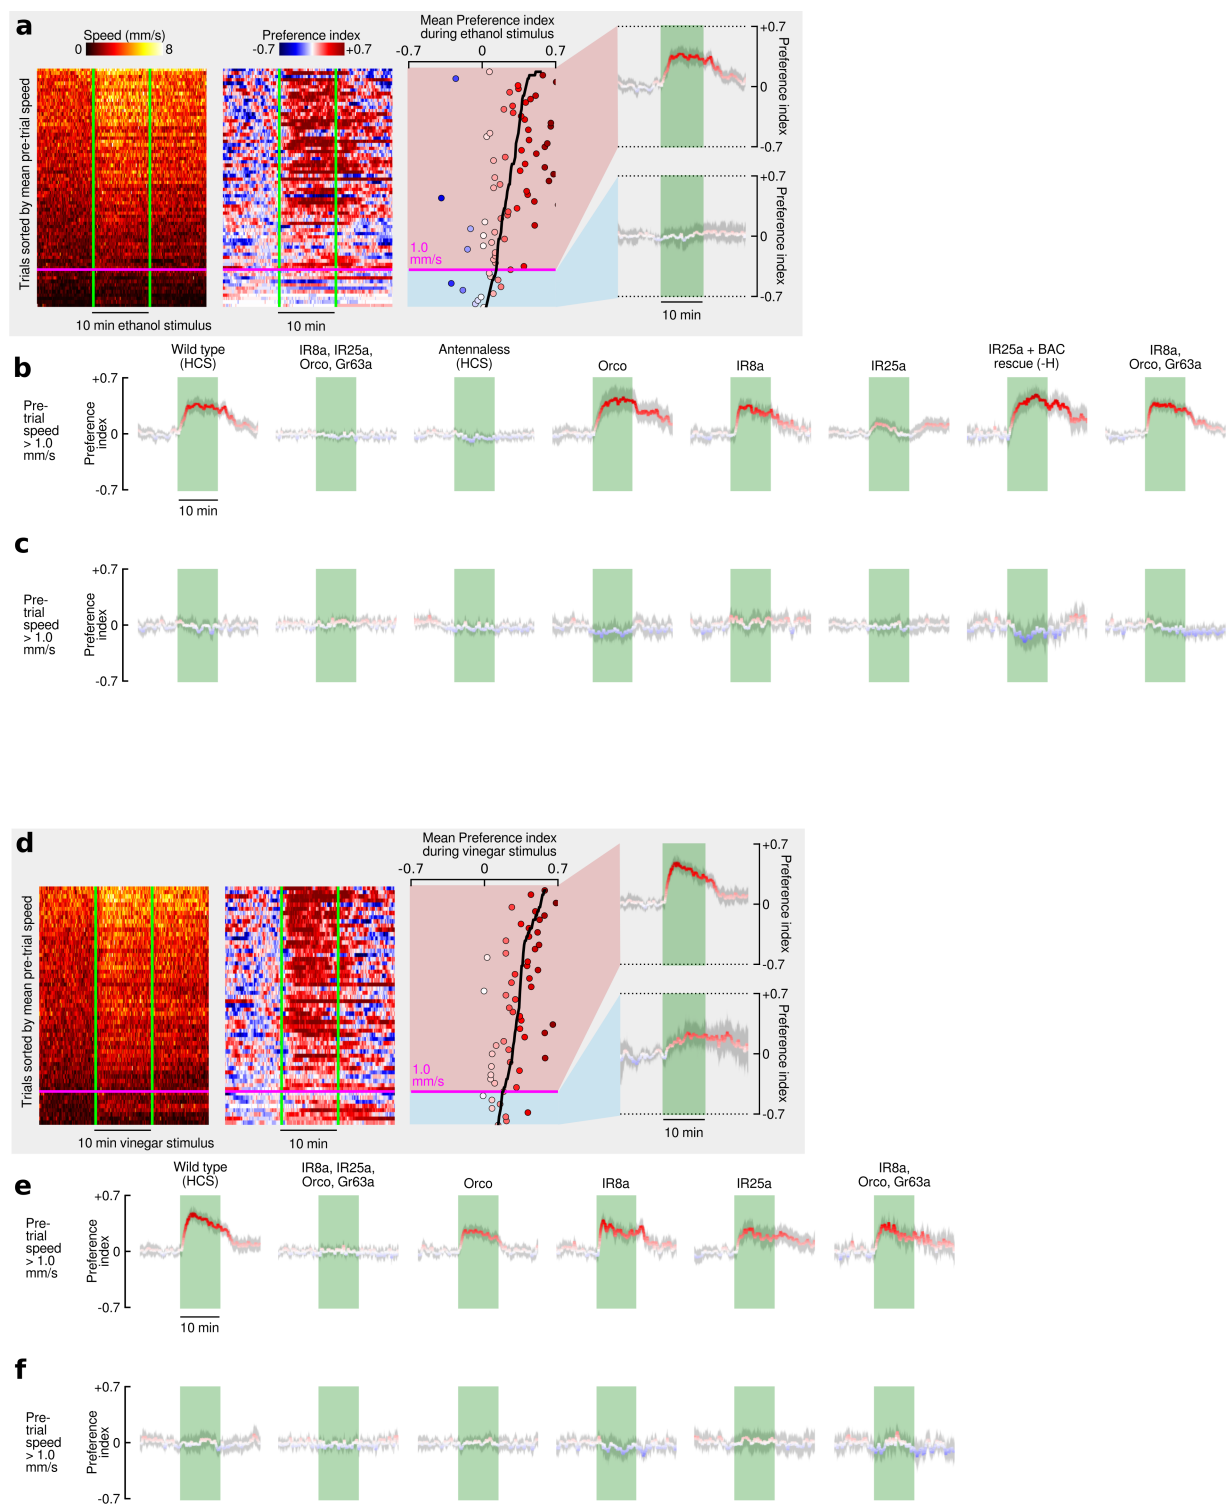 a
Speed (mm/s)
0 8
Preference index
-0.7 +0.7
Mean Preference index
during ethanol stimulus
-0.7 0 0.7
Trials sorted by mean pre-trial speed
1.0
mm/s
10 min ethanol stimulus
10 min
+0.7
0
-0.7
Preference index
+0.7
0
-0.7
Preference index
10 min
b
Wild type
(HCS)
IR8a, IR25a,
Orco, Gr63a
Antennaless
(HCS)
Orco
IR8a
IR25a
IR25a + BAC
rescue (-H)
IR8a,
Orco, Gr63a
Pre-
trial
speed
> 1.0
mm/s
Preference
index
+0.7
0
-0.7
10 min
c
Pre-
trial
speed
> 1.0
mm/s
Preference
index
+0.7
0
-0.7
d
Mean Preference index
during vinegar stimulus
-0.7 0 0.7
Trials sorted by mean pre-trial speed
1.0
mm/s
10 min vinegar stimulus
10 min
+0.7
0
-0.7
Preference index
+0.7
0
-0.7
Preference index
10 min
e
Wild type
(HCS)
IR8a, IR25a,
Orco, Gr63a
Orco
IR8a
IR25a
IR8a,
Orco, Gr63a
Pre-
trial
speed
> 1.0
mm/s
Preference
index
+0.7
0
-0.7
10 min
f
Pre-
trial
speed
> 1.0
mm/s
Preference
index
+0.7
0
-0.7